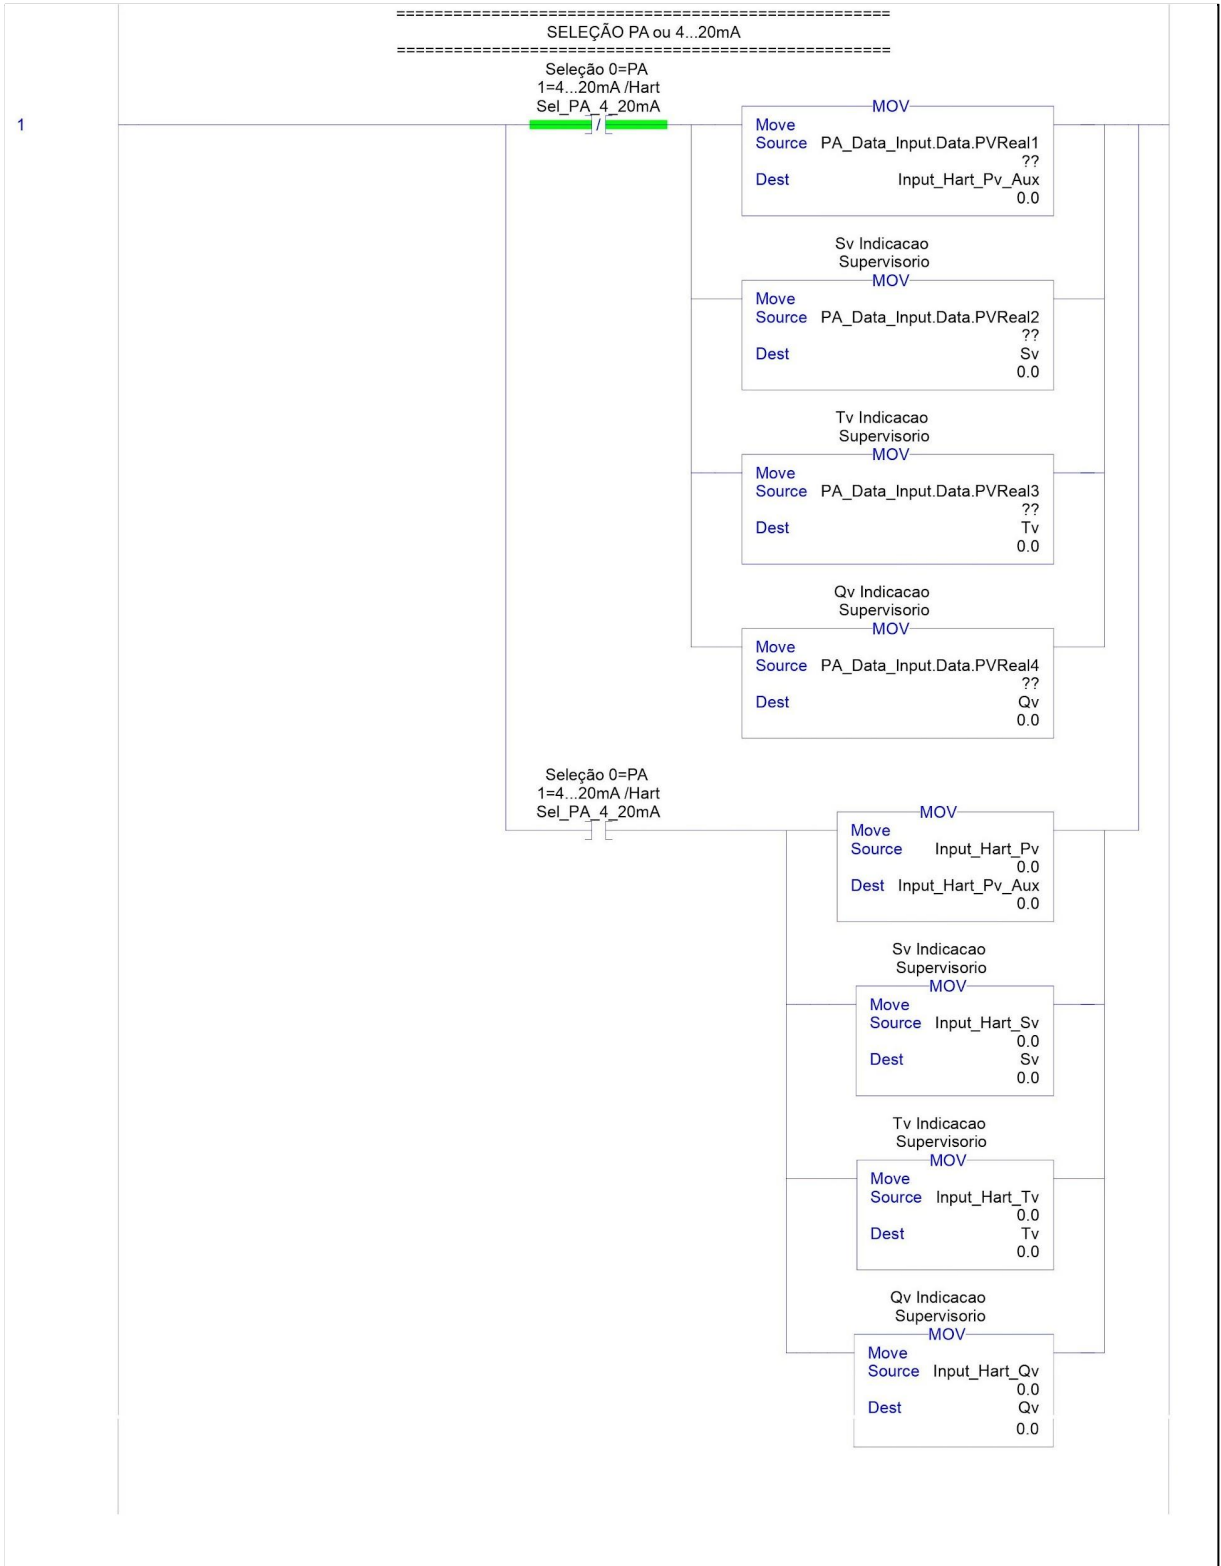 ==================================================
SELEÇÃO PA ou 4...20mA
==================================================
Seleção 0=PA
1=4...20mA /Hart
Sel_PA_4_20mA
1
/
MOV
Move
Source PA_Data_Input.Data.PVReal1
??
Dest Input_Hart_Pv_Aux
0.0
Sv Indicacao
Supervisorio
MOV
Move
Source PA_Data_Input.Data.PVReal2
??
Dest Sv
0.0
Tv Indicacao
Supervisorio
MOV
Move
Source PA_Data_Input.Data.PVReal3
??
Dest Tv
0.0
Qv Indicacao
Supervisorio
MOV
Move
Source PA_Data_Input.Data.PVReal4
??
Dest Qv
0.0
Seleção 0=PA
1=4...20mA /Hart
Sel_PA_4_20mA
MOV
Move
Source Input_Hart_Pv
0.0
Dest Input_Hart_Pv_Aux
0.0
Sv Indicacao
Supervisorio
MOV
Move
Source Input_Hart_Sv
0.0
Dest Sv
0.0
Tv Indicacao
Supervisorio
MOV
Move
Source Input_Hart_Tv
0.0
Dest Tv
0.0
Qv Indicacao
Supervisorio
MOV
Move
Source Input_Hart_Qv
0.0
Dest Qv
0.0